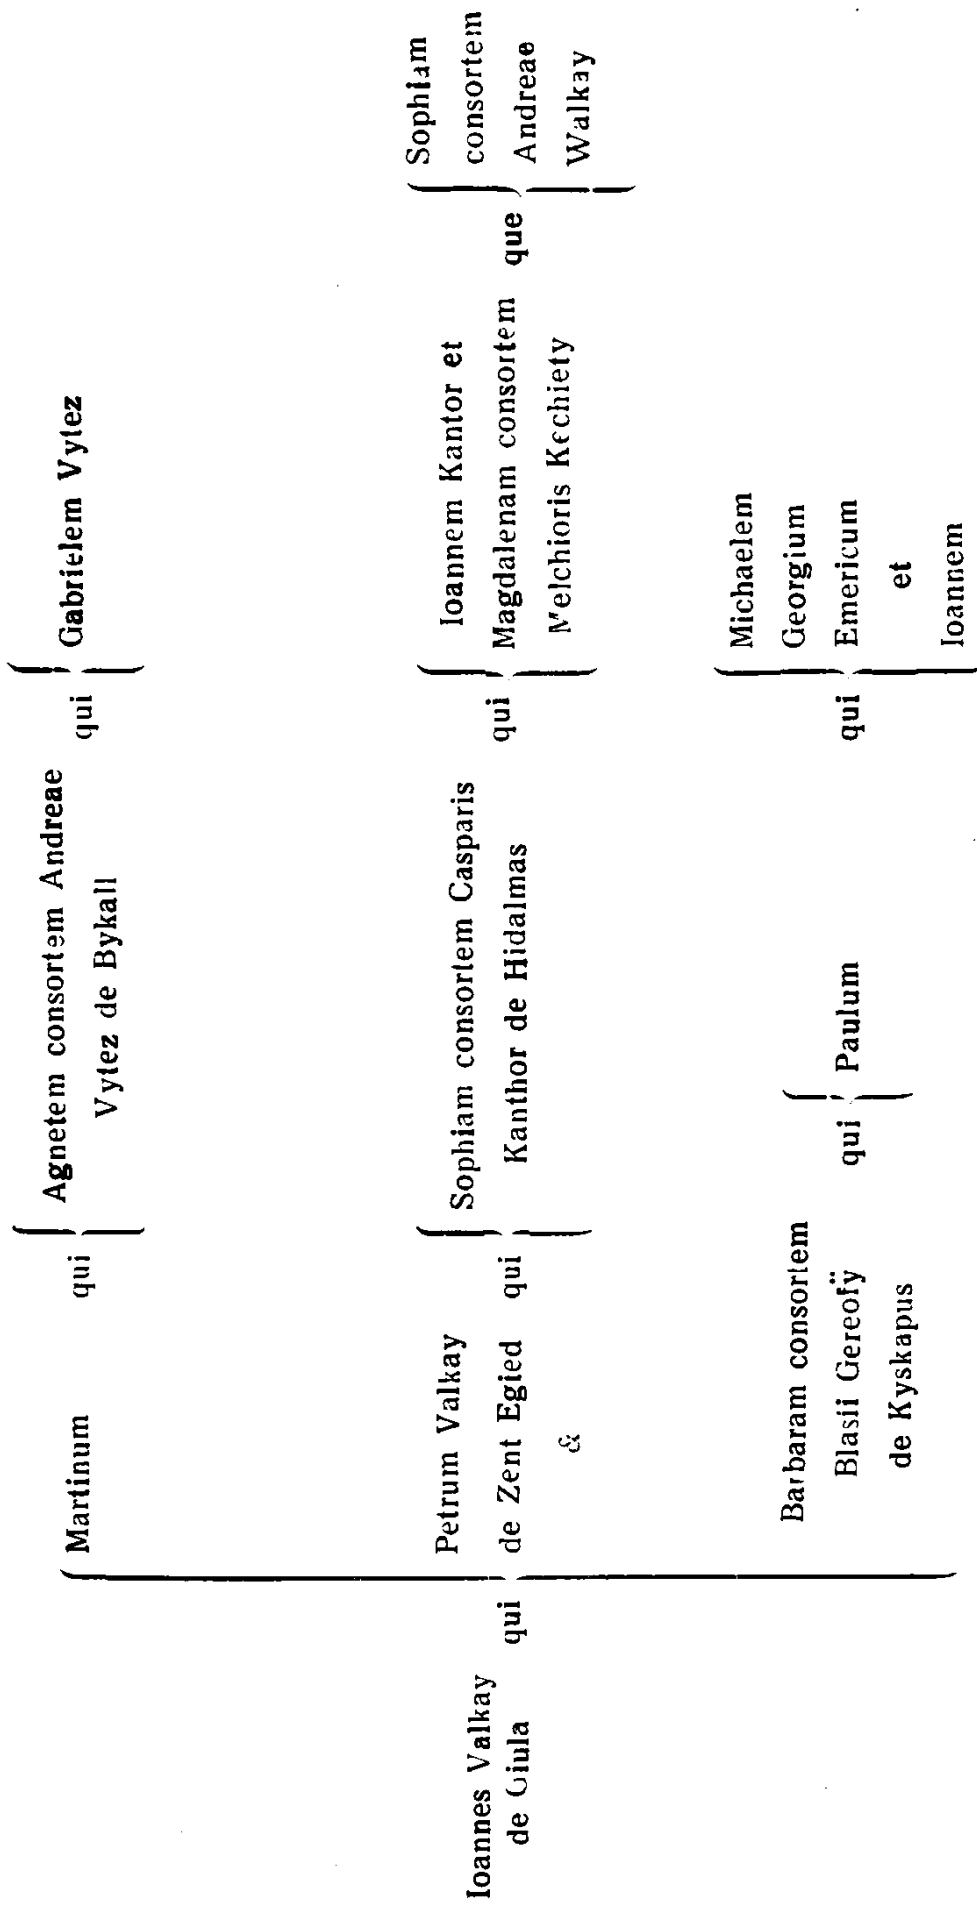 Ioannes Valkay
de Giula
qui
Martinum
qui
Agnetem consortem Andreae
Vytez de Bykall
qui
Gabrielem Vytez
Petrum Valkay
de Zent Egied
&
qui
Sophiam consortem Casparis
Kanthor de Hidalmas
qui
Ioannem Kantor et
Magdalenam consortem
Melchioris Kechiety
que
Sophiam
consortem
Andreae
Walkay
Barbaram consortem
Blasii Gereofÿ
de Kyskapus
qui
Paulum
qui
Michaelem
Georgium
Emericum
et
Ioannem